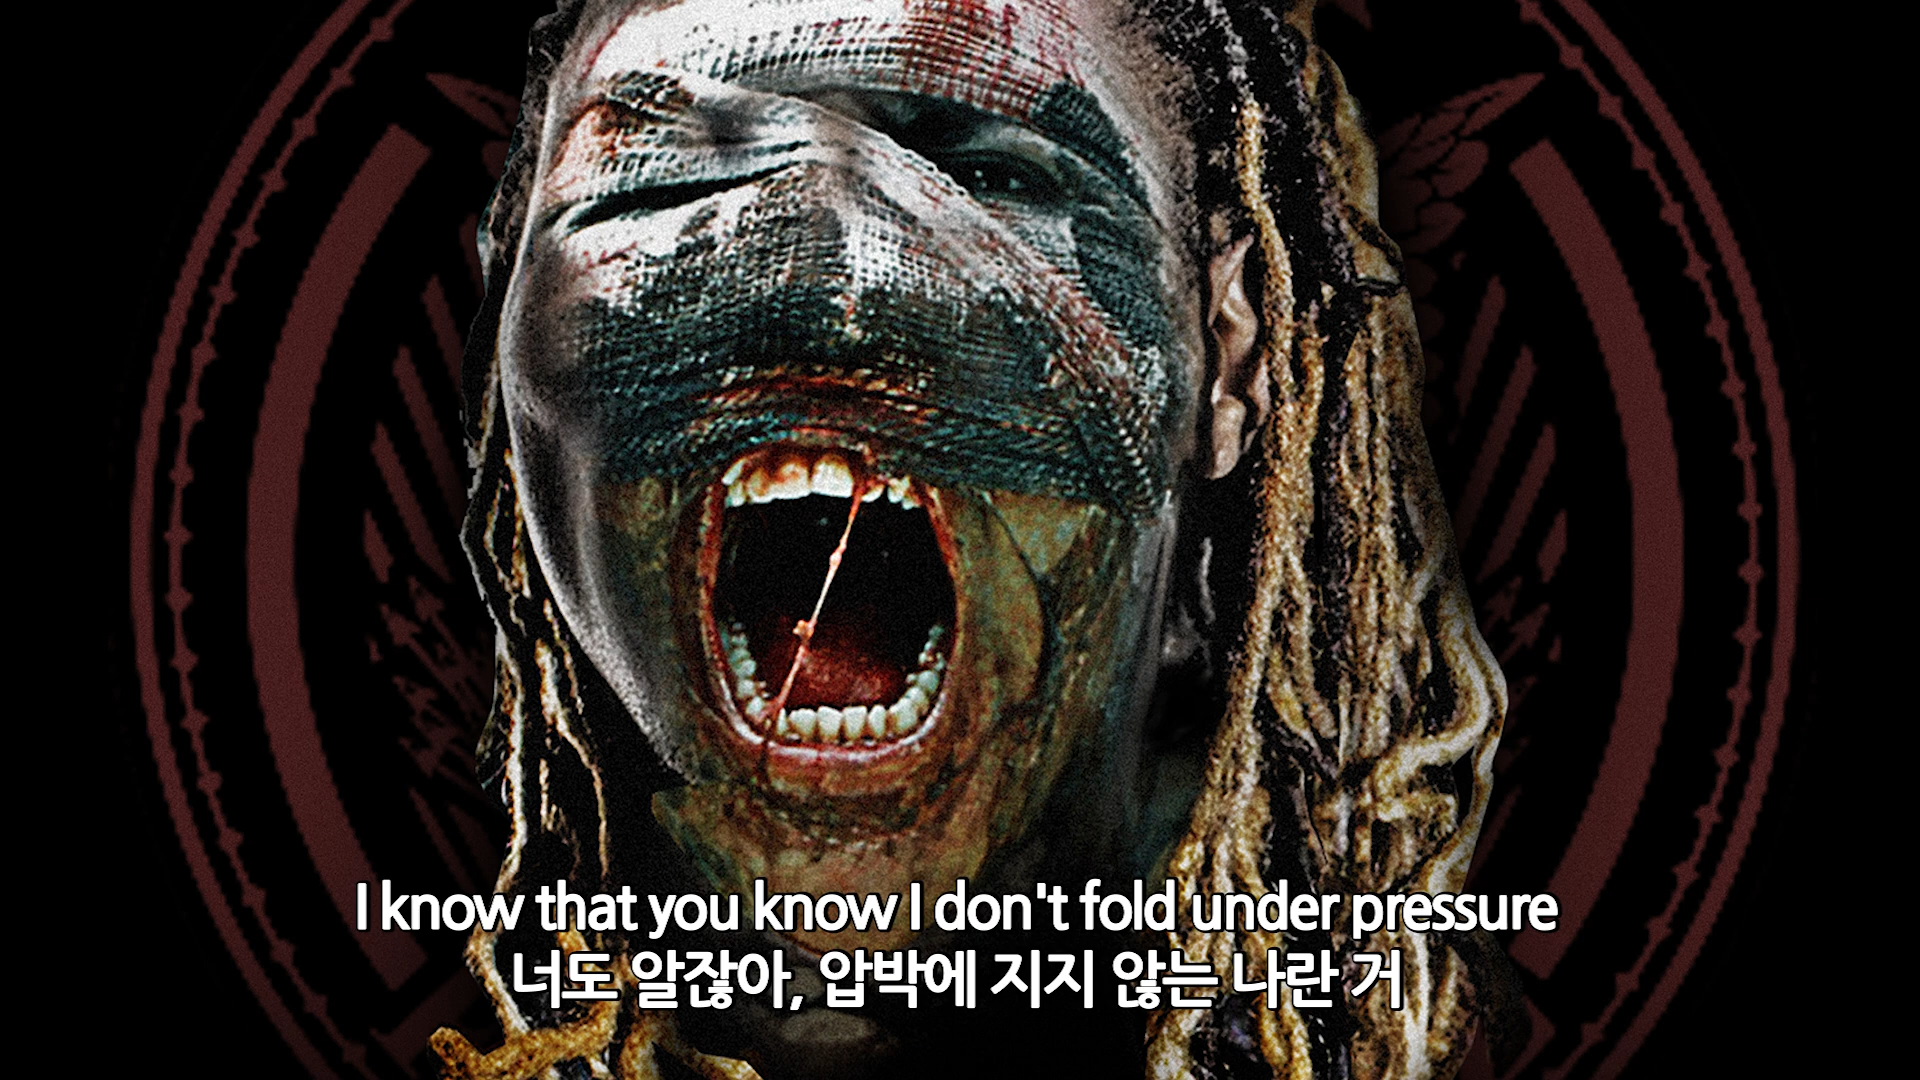 I know that you know I don't fold under pressure
너도 알잖아, 압박에 지지 않는 나란 거